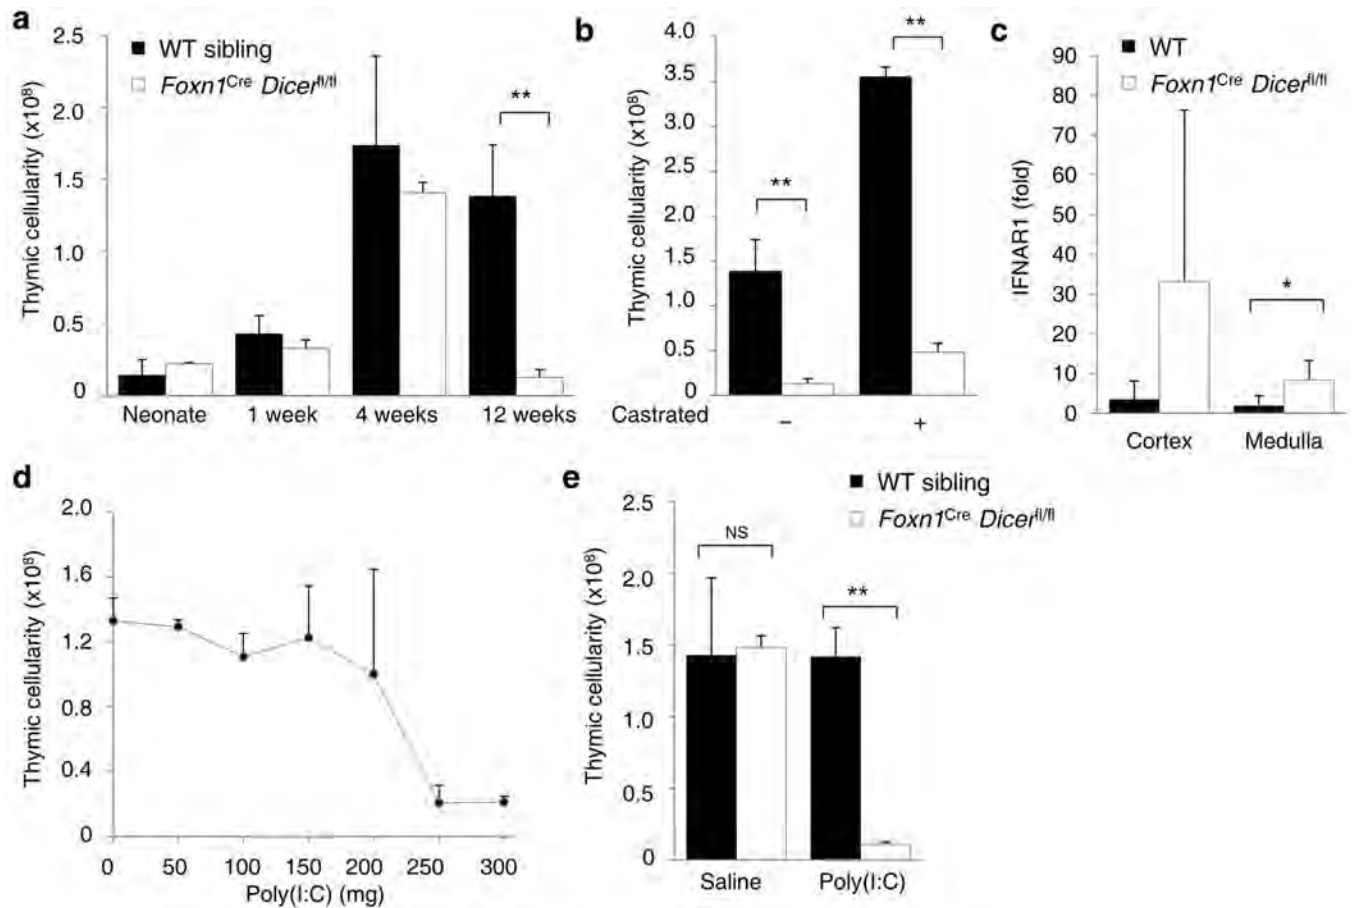 a
2.5
2.0
1.5
1.0
0.5
0
Thymic cellularity (x10⁸)
WT sibling
Foxn1ᶜʳᵉ Dicerᶠˡ/ᶠˡ
**
Neonate 1 week 4 weeks 12 weeks
b
4.0
3.5
4.0
3.5
2.0
1.5
1.0
0.5
0
Thymic cellularity (x10⁸)
**
**
Castrated – +
c
WT
Foxn1ᶜʳᵉ Dicerᶠˡ/ᶠˡ
90
80
70
60
50
40
30
20
10
0
IFNAR1 (fold)
*
Cortex Medulla
d
2.0
1.6
1.2
0.8
0.4
0
Thymic cellularity (x10⁸)
0 50 100 150 200 250 300
Poly(I:C) (mg)
e
WT sibling
Foxn1ᶜʳᵉ Dicerᶠˡ/ᶠˡ
2.5
2.0
1.5
1.0
0.5
0
Thymic cellularity (x10⁸)
NS
**
Saline Poly(I:C)